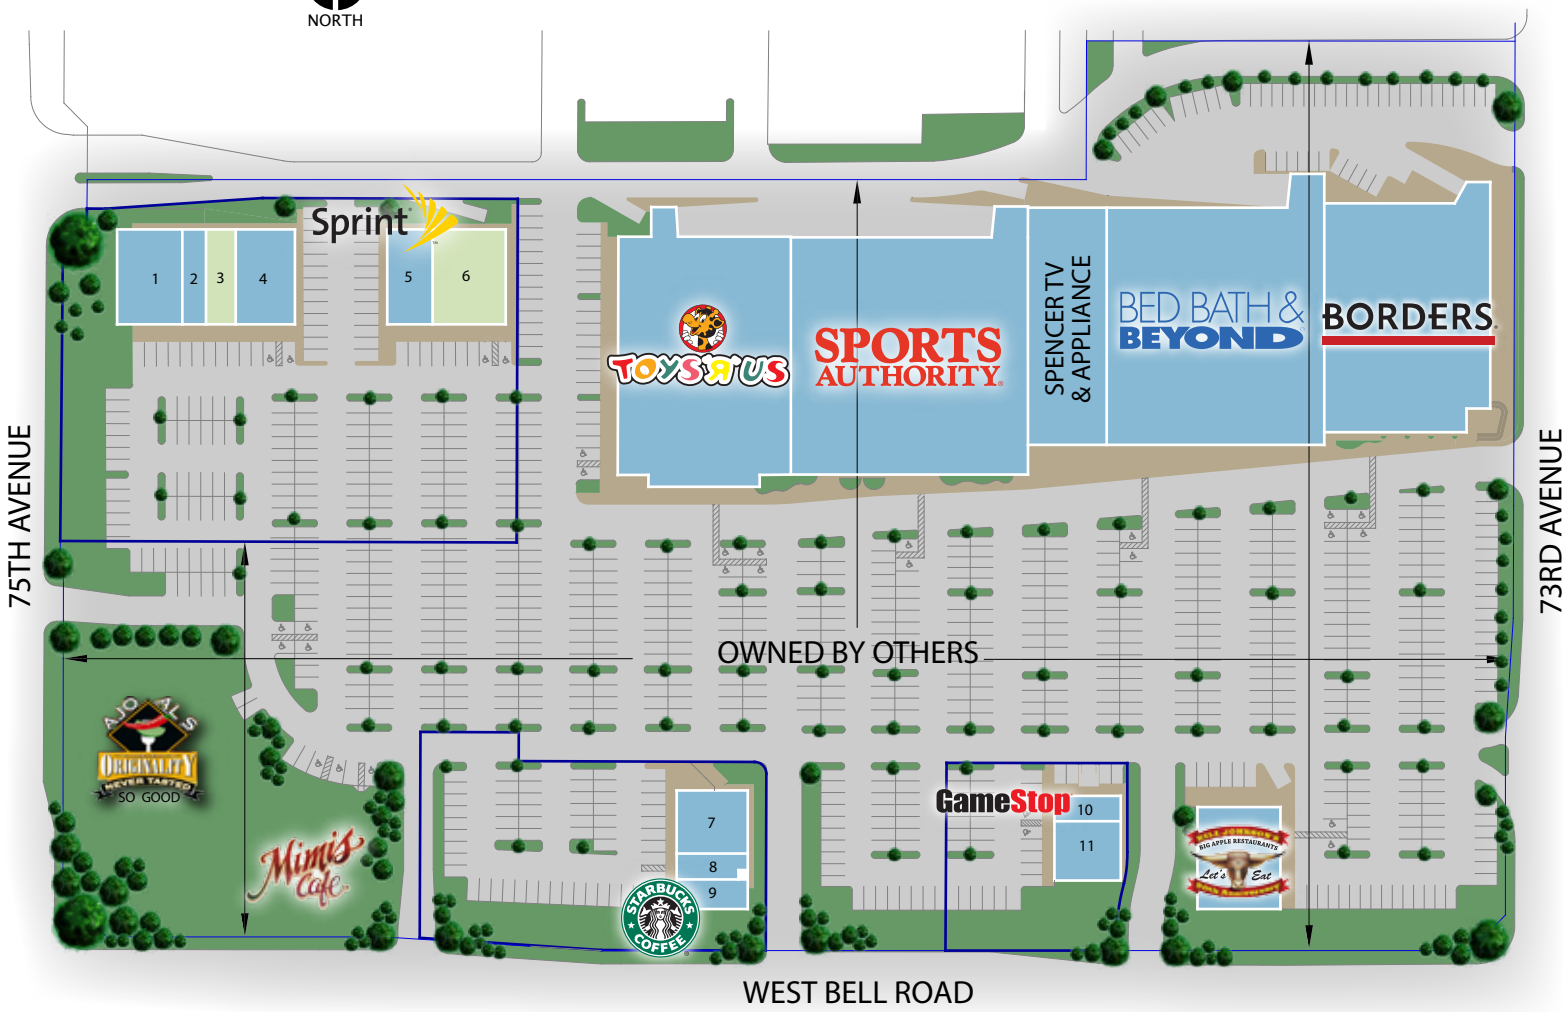 NORTH
Sprint
1
2
3
4
5
6
TOYS"R"US
SPORTS
AUTHORITY
SPENCER TV
& APPLIANCE
BED BATH &
BEYOND
BORDERS
75TH AVENUE
73RD AVENUE
OWNED BY OTHERS
AJO AL'S
ORIGINALITY
NEVER TASTED
SO GOOD
Mimi's
Cafe
7
8
9
STARBUCKS
COFFEE
GameStop
10
11
BILL JOHNSON'S
BIG APPLE RESTAURANTS
Let's Eat
WEST BELL ROAD